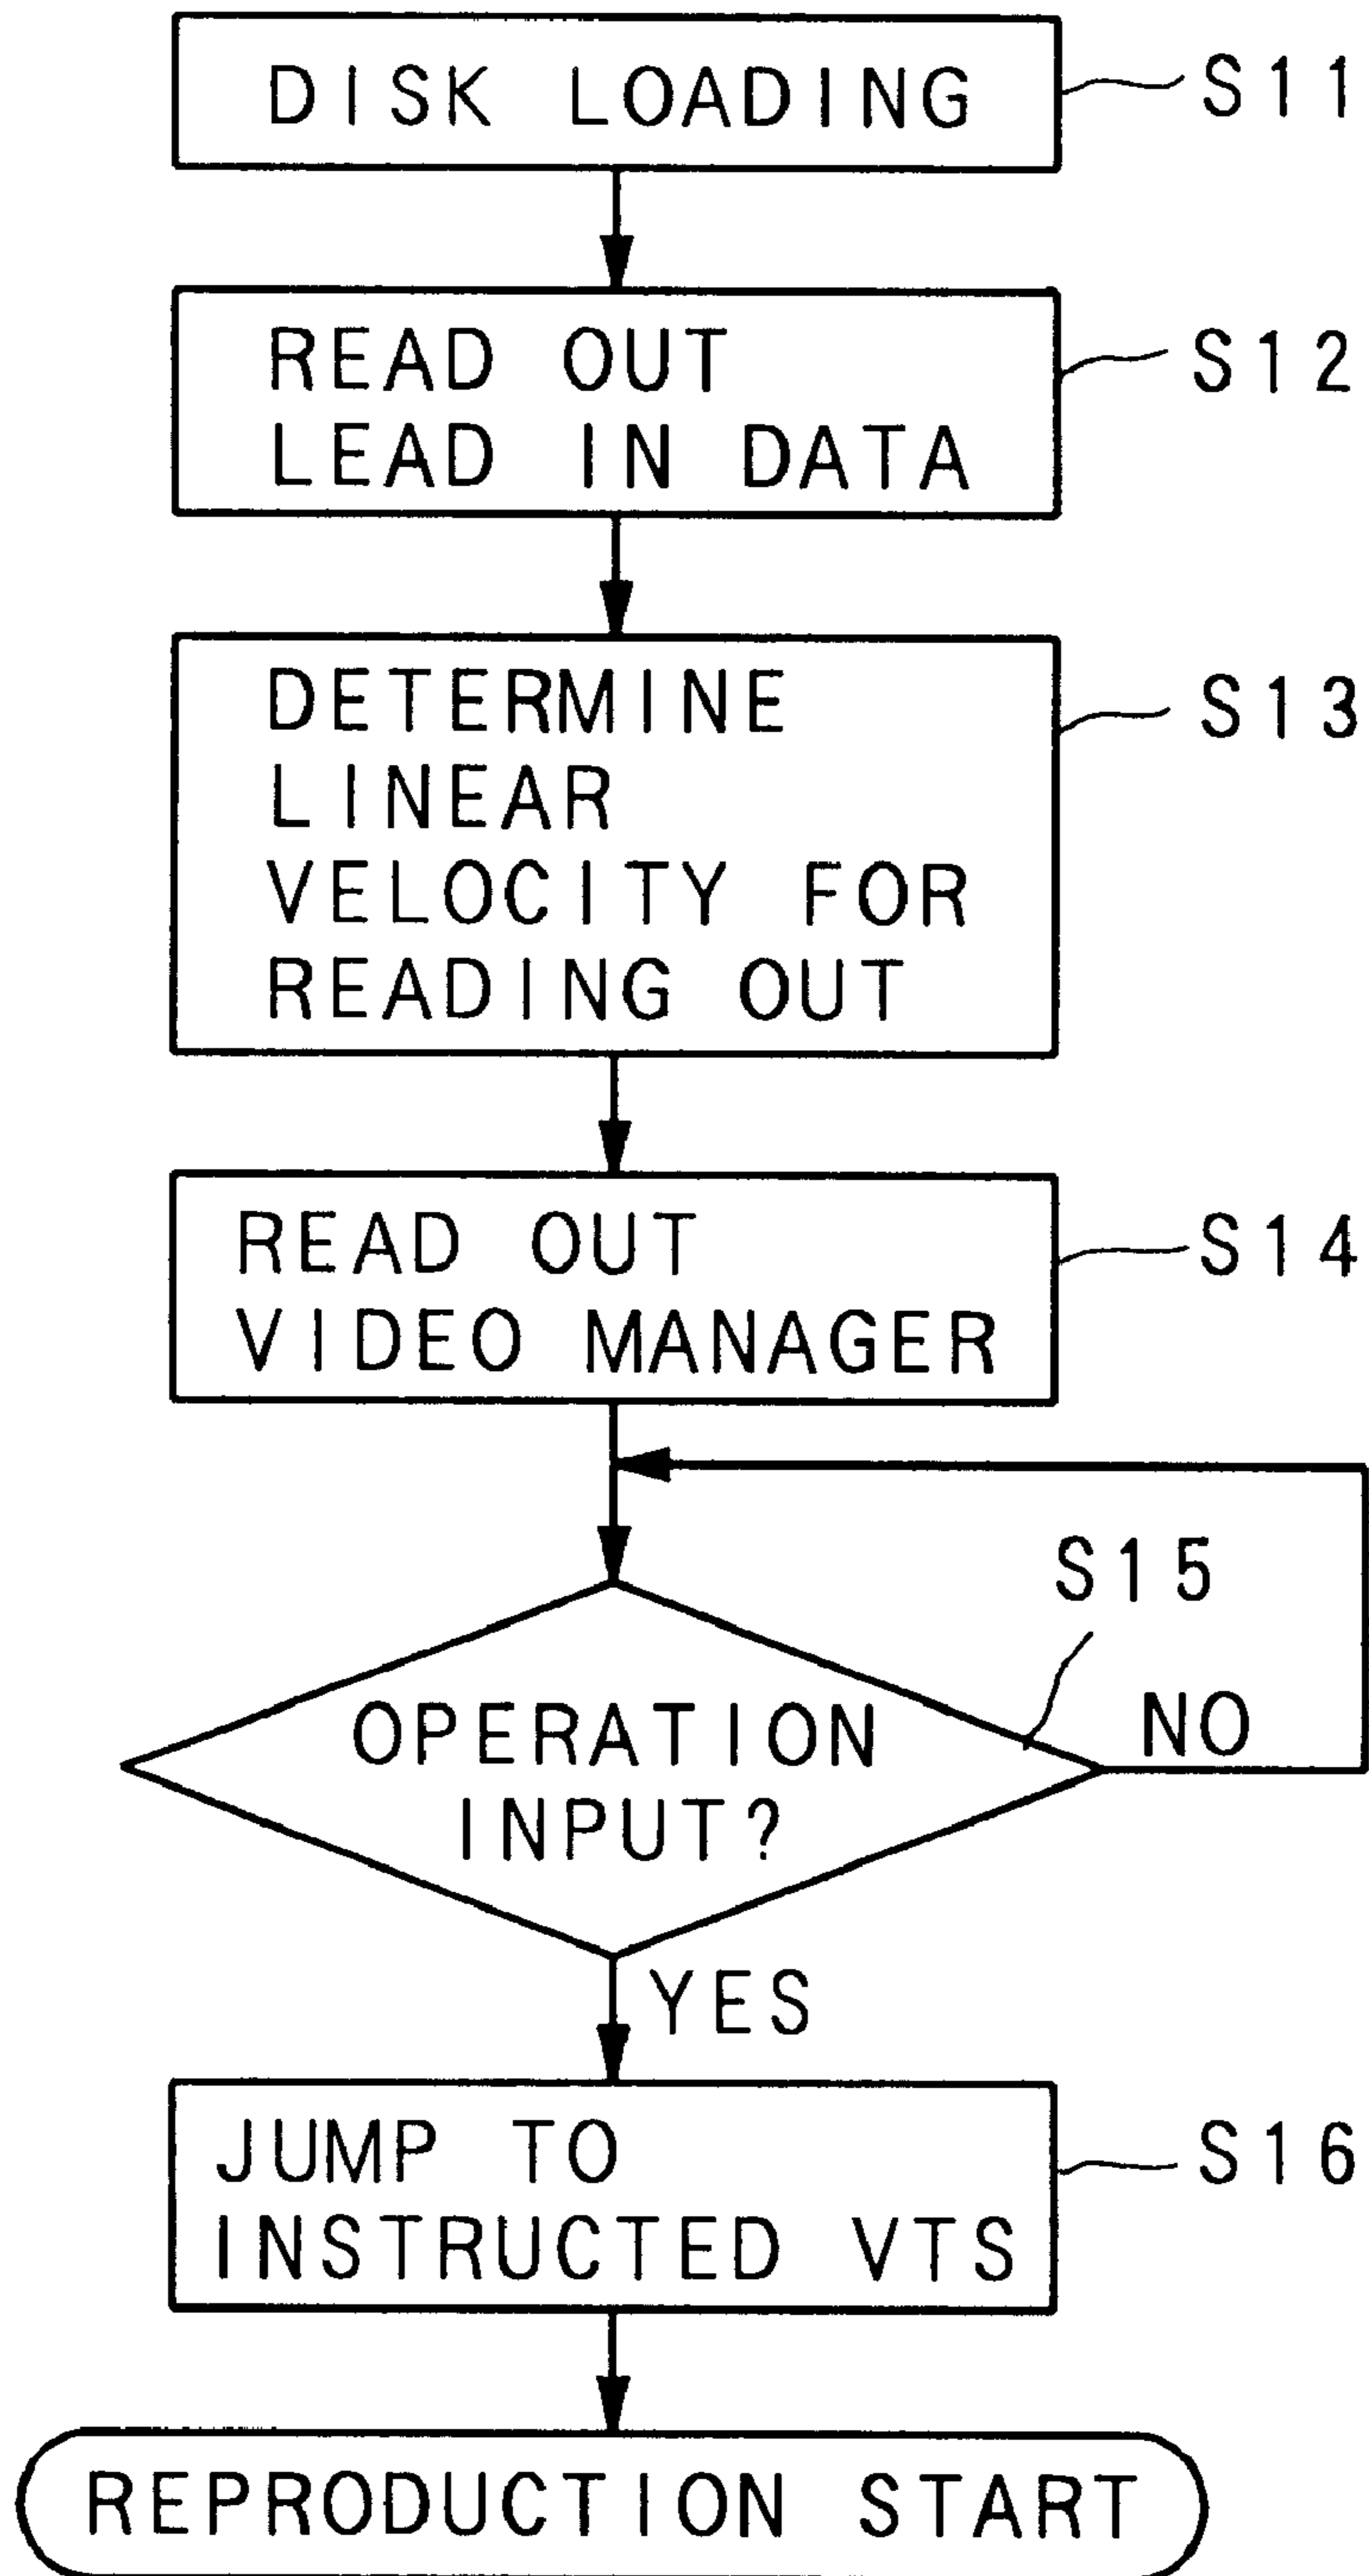 DISK LOADING
S11
READ OUT
LEAD IN DATA
S12
DETERMINE
LINEAR
VELOCITY FOR
READING OUT
S13
READ OUT
VIDEO MANAGER
S14
OPERATION
INPUT?
S15
NO
YES
JUMP TO
INSTRUCTED VTS
S16
REPRODUCTION START